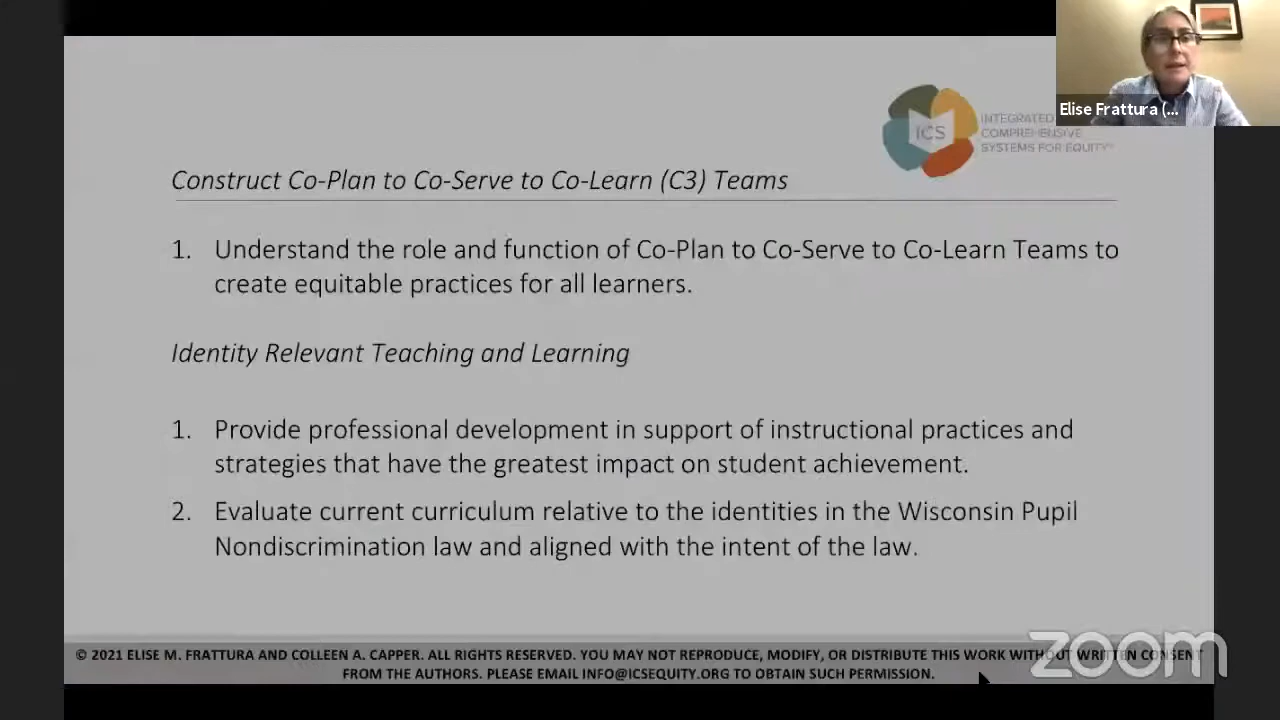 Elise Frattura (...
ICS
INTEGRATED
COMPREHENSIVE
SYSTEMS FOR EQUITY
Construct Co-Plan to Co-Serve to Co-Learn (C3) Teams
1. Understand the role and function of Co-Plan to Co-Serve to Co-Learn Teams to
create equitable practices for all learners.
Identity Relevant Teaching and Learning
1. Provide professional development in support of instructional practices and
strategies that have the greatest impact on student achievement.
2. Evaluate current curriculum relative to the identities in the Wisconsin Pupil
Nondiscrimination law and aligned with the intent of the law.
zoom
© 2021 ELISE M. FRATTURA AND COLLEEN A. CAPPER. ALL RIGHTS RESERVED. YOU MAY NOT REPRODUCE, MODIFY, OR DISTRIBUTE THIS WORK WITHOUT WRITTEN CONSENT
FROM THE AUTHORS. PLEASE EMAIL INFO@ICSEQUITY.ORG TO OBTAIN SUCH PERMISSION.